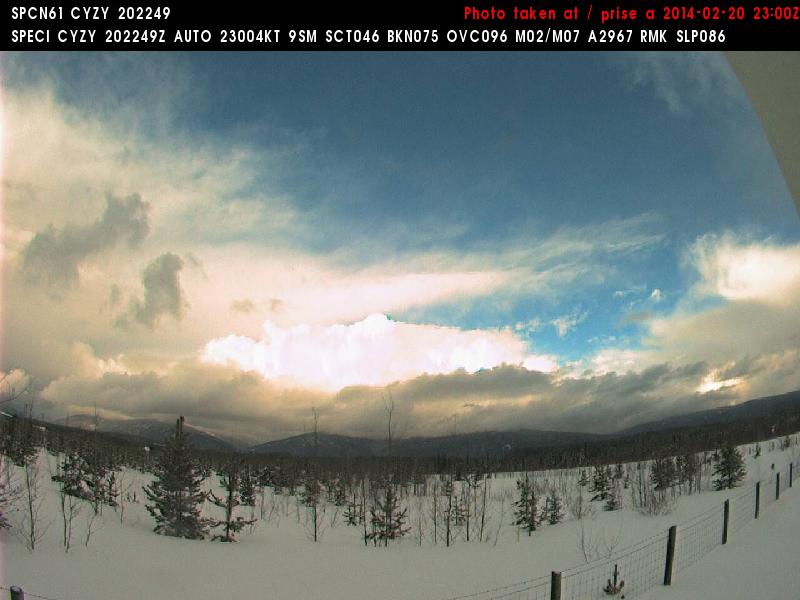 SPCN61 CYZY 202249 Photo taken at / prise a 2014-02-20 23:00Z
SPECI CYZY 202249Z AUTO 23004KT 9SM SCT046 BKN075 OVC096 M02/M07 A2967 RMK SLP086